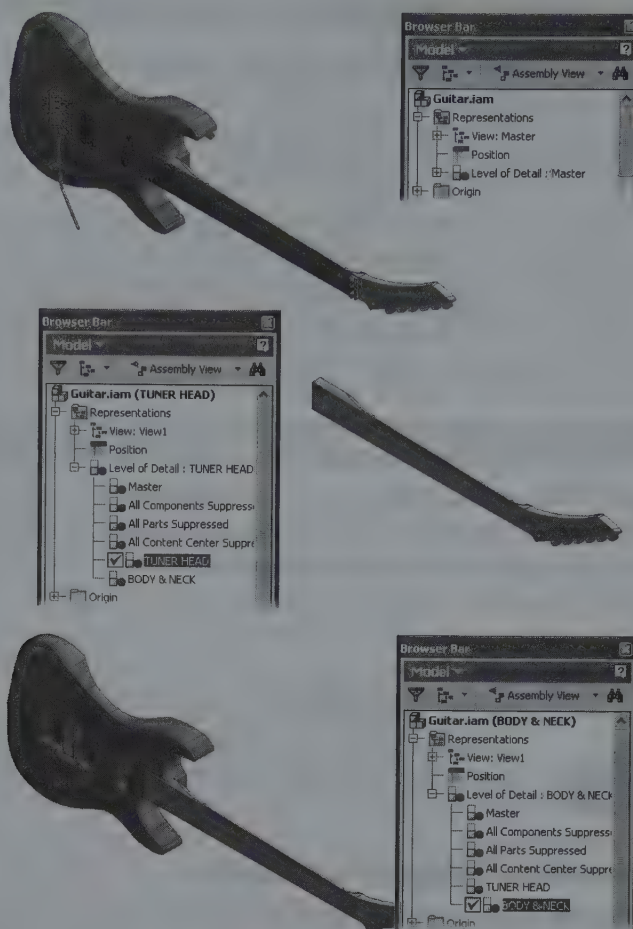 Browser Bar
Model
Assembly View
Guitar.iam
Representations
View: Master
Position
Level of Detail : Master
Origin
Browser Bar
Model
Assembly View
Guitar.iam (TUNER HEAD)
Representations
View: View1
Position
Level of Detail : TUNER HEAD
Master
All Components Suppress
All Parts Suppressed
All Content Center Suppr
TUNER HEAD
BODY & NECK
Origin
Browser Bar
Model
Assembly View
Guitar.iam (BODY & NECK)
Representations
View: View1
Position
Level of Detail : BODY & NECK
Master
All Components Suppress
All Parts Suppressed
All Content Center Suppre
TUNER HEAD
BODY & NECK
Origin